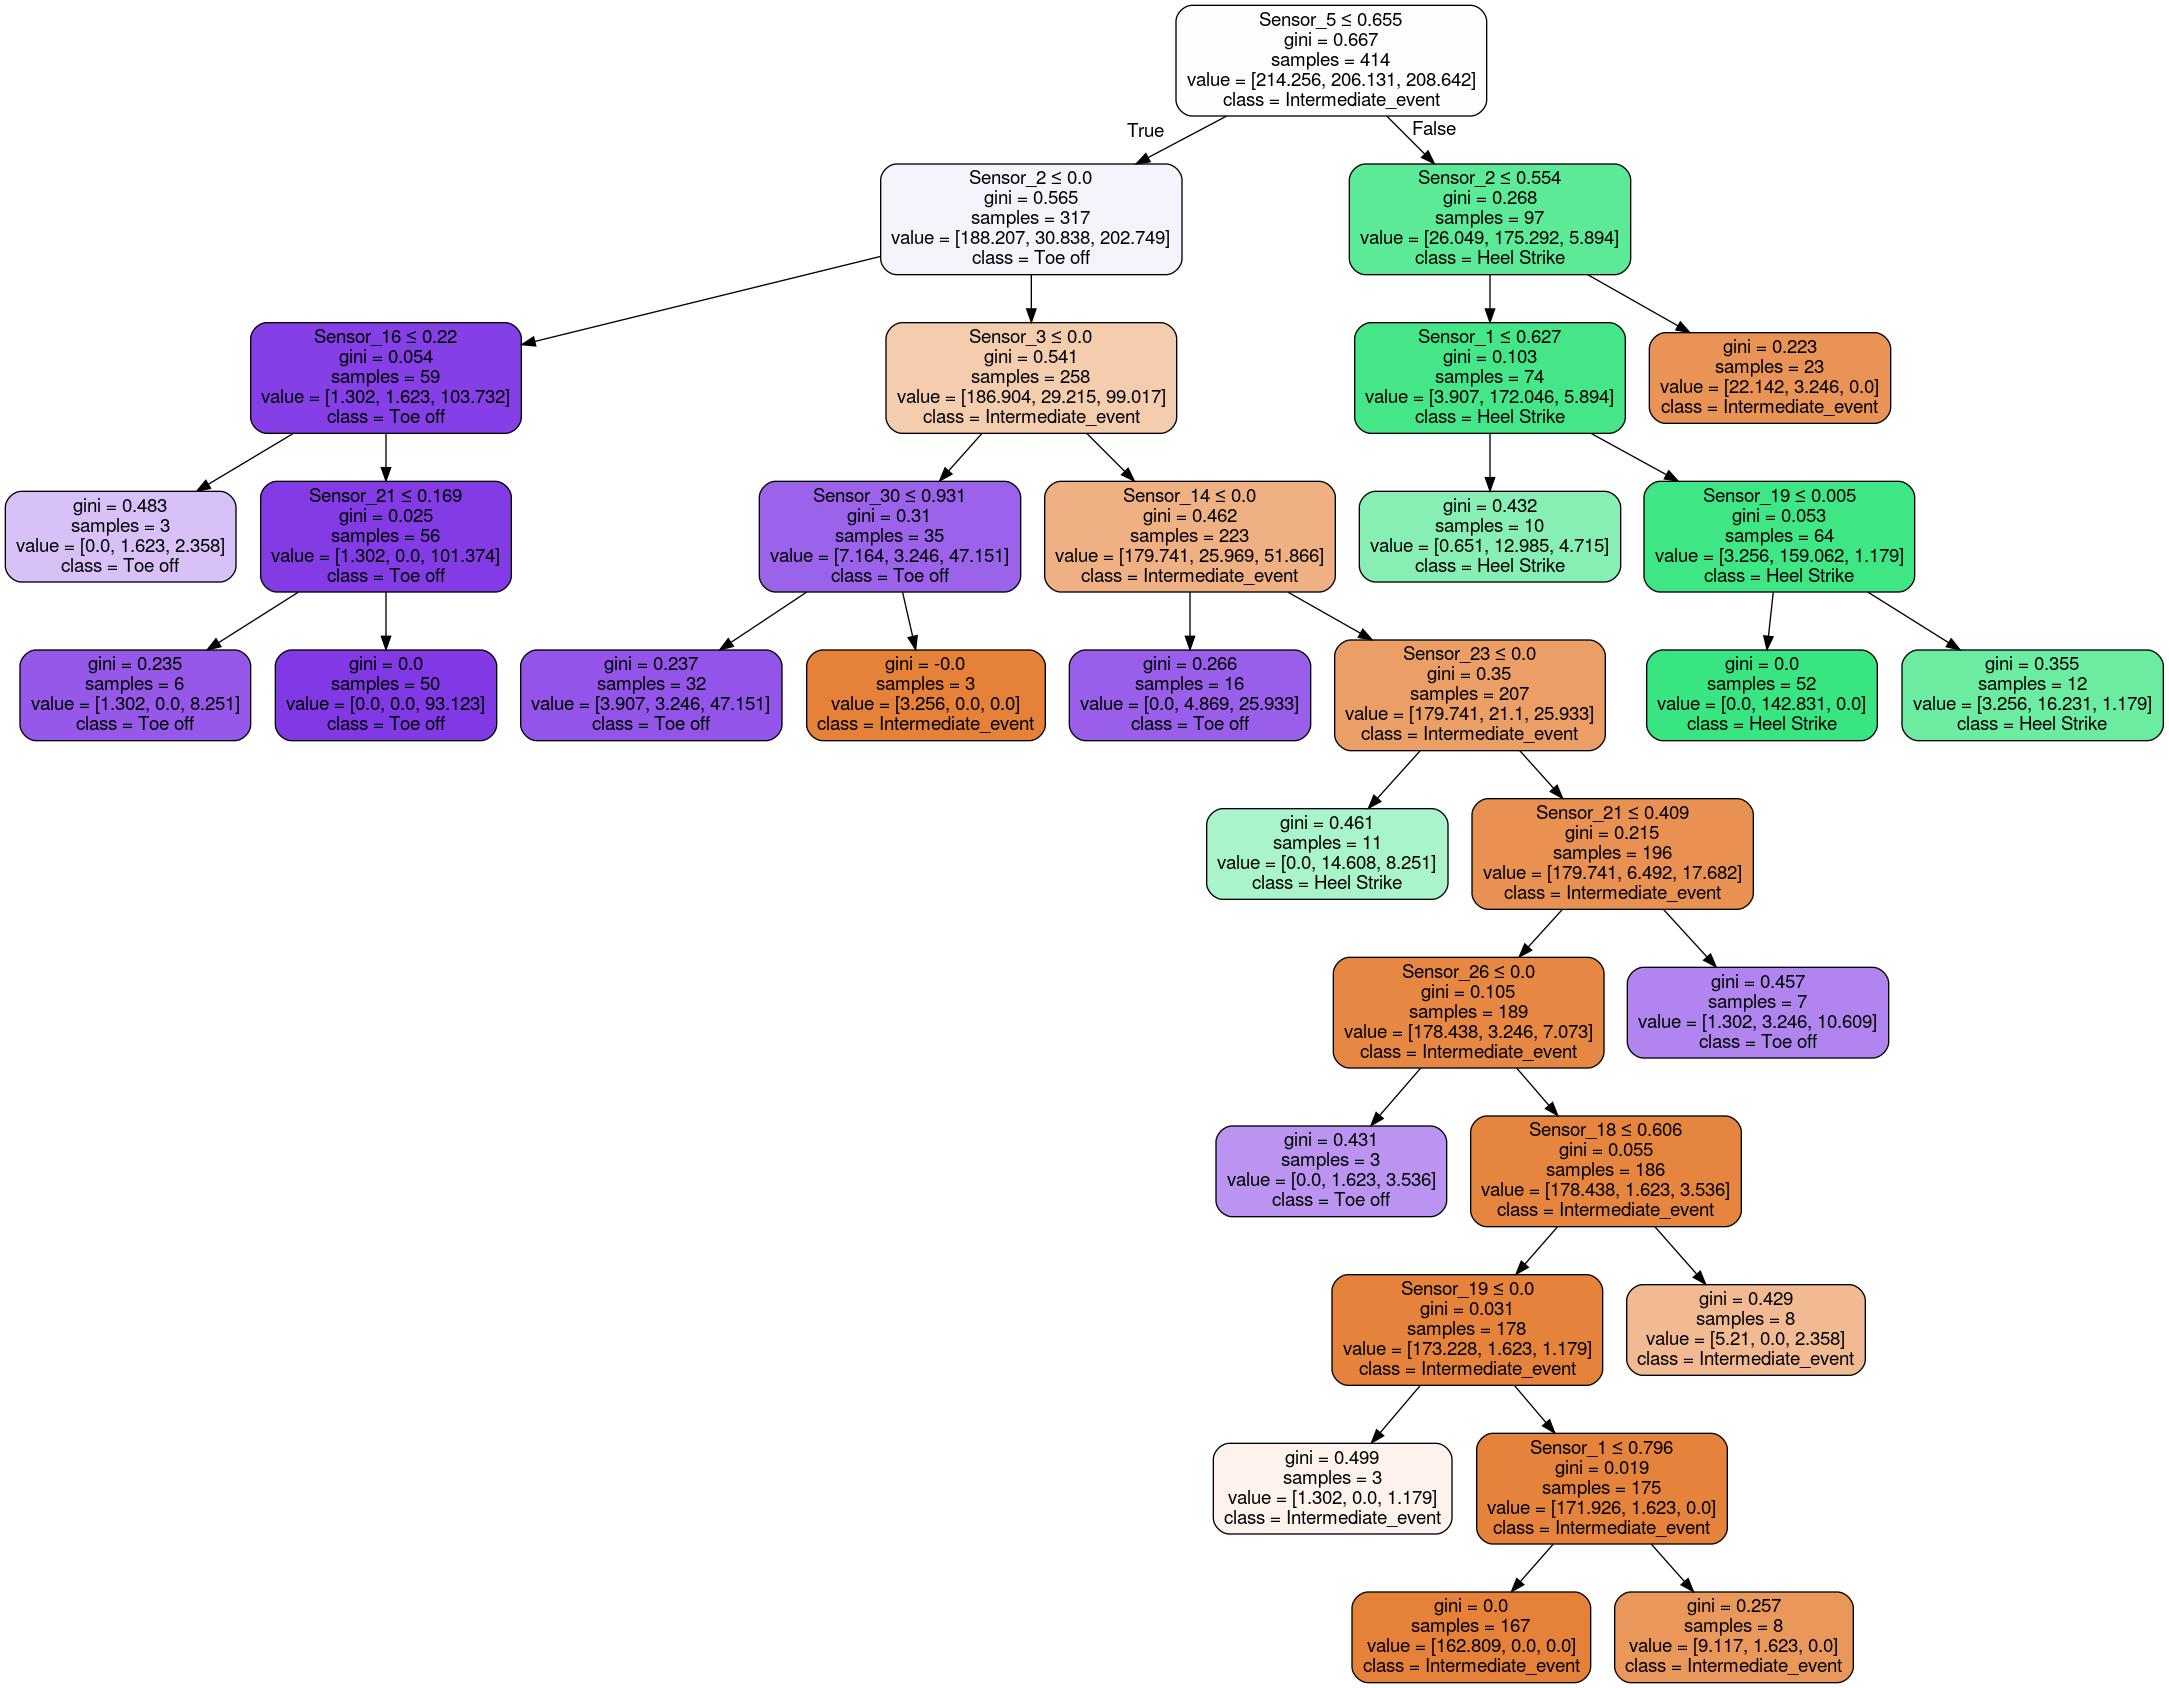 Sensor_5 ≤ 0.655
gini = 0.667
samples = 414
value = [214.256, 206.131, 208.642]
class = Intermediate_event
True
False
Sensor_2 ≤ 0.0
gini = 0.565
samples = 317
value = [188.207, 30.838, 202.749]
class = Toe off
Sensor_2 ≤ 0.554
gini = 0.268
samples = 97
value = [26.049, 175.292, 5.894]
class = Heel Strike
Sensor_16 ≤ 0.22
gini = 0.054
samples = 59
value = [1.302, 1.623, 103.732]
class = Toe off
Sensor_3 ≤ 0.0
gini = 0.541
samples = 258
value = [186.904, 29.215, 99.017]
class = Intermediate_event
Sensor_1 ≤ 0.627
gini = 0.103
samples = 74
value = [3.907, 172.046, 5.894]
class = Heel Strike
gini = 0.223
samples = 23
value = [22.142, 3.246, 0.0]
class = Intermediate_event
gini = 0.483
samples = 3
value = [0.0, 1.623, 2.358]
class = Toe off
Sensor_21 ≤ 0.169
gini = 0.025
samples = 56
value = [1.302, 0.0, 101.374]
class = Toe off
Sensor_30 ≤ 0.931
gini = 0.31
samples = 35
value = [7.164, 3.246, 47.151]
class = Toe off
Sensor_14 ≤ 0.0
gini = 0.462
samples = 223
value = [179.741, 25.969, 51.866]
class = Intermediate_event
gini = 0.432
samples = 10
value = [0.651, 12.985, 4.715]
class = Heel Strike
Sensor_19 ≤ 0.005
gini = 0.053
samples = 64
value = [3.256, 159.062, 1.179]
class = Heel Strike
gini = 0.235
samples = 6
value = [1.302, 0.0, 8.251]
class = Toe off
gini = 0.0
samples = 50
value = [0.0, 0.0, 93.123]
class = Toe off
gini = 0.237
samples = 32
value = [3.907, 3.246, 47.151]
class = Toe off
gini = -0.0
samples = 3
value = [3.256, 0.0, 0.0]
class = Intermediate_event
gini = 0.266
samples = 16
value = [0.0, 4.869, 25.933]
class = Toe off
Sensor_23 ≤ 0.0
gini = 0.35
samples = 207
value = [179.741, 21.1, 25.933]
class = Intermediate_event
gini = 0.0
samples = 52
value = [0.0, 142.831, 0.0]
class = Heel Strike
gini = 0.355
samples = 12
value = [3.256, 16.231, 1.179]
class = Heel Strike
gini = 0.461
samples = 11
value = [0.0, 14.608, 8.251]
class = Heel Strike
Sensor_21 ≤ 0.409
gini = 0.215
samples = 196
value = [179.741, 6.492, 17.682]
class = Intermediate_event
Sensor_26 ≤ 0.0
gini = 0.105
samples = 189
value = [178.438, 3.246, 7.073]
class = Intermediate_event
gini = 0.457
samples = 7
value = [1.302, 3.246, 10.609]
class = Toe off
gini = 0.431
samples = 3
value = [0.0, 1.623, 3.536]
class = Toe off
Sensor_18 ≤ 0.606
gini = 0.055
samples = 186
value = [178.438, 1.623, 3.536]
class = Intermediate_event
Sensor_19 ≤ 0.0
gini = 0.031
samples = 178
value = [173.228, 1.623, 1.179]
class = Intermediate_event
gini = 0.429
samples = 8
value = [5.21, 0.0, 2.358]
class = Intermediate_event
gini = 0.499
samples = 3
value = [1.302, 0.0, 1.179]
class = Intermediate_event
Sensor_1 ≤ 0.796
gini = 0.019
samples = 175
value = [171.926, 1.623, 0.0]
class = Intermediate_event
gini = 0.0
samples = 167
value = [162.809, 0.0, 0.0]
class = Intermediate_event
gini = 0.257
samples = 8
value = [9.117, 1.623, 0.0]
class = Intermediate_event